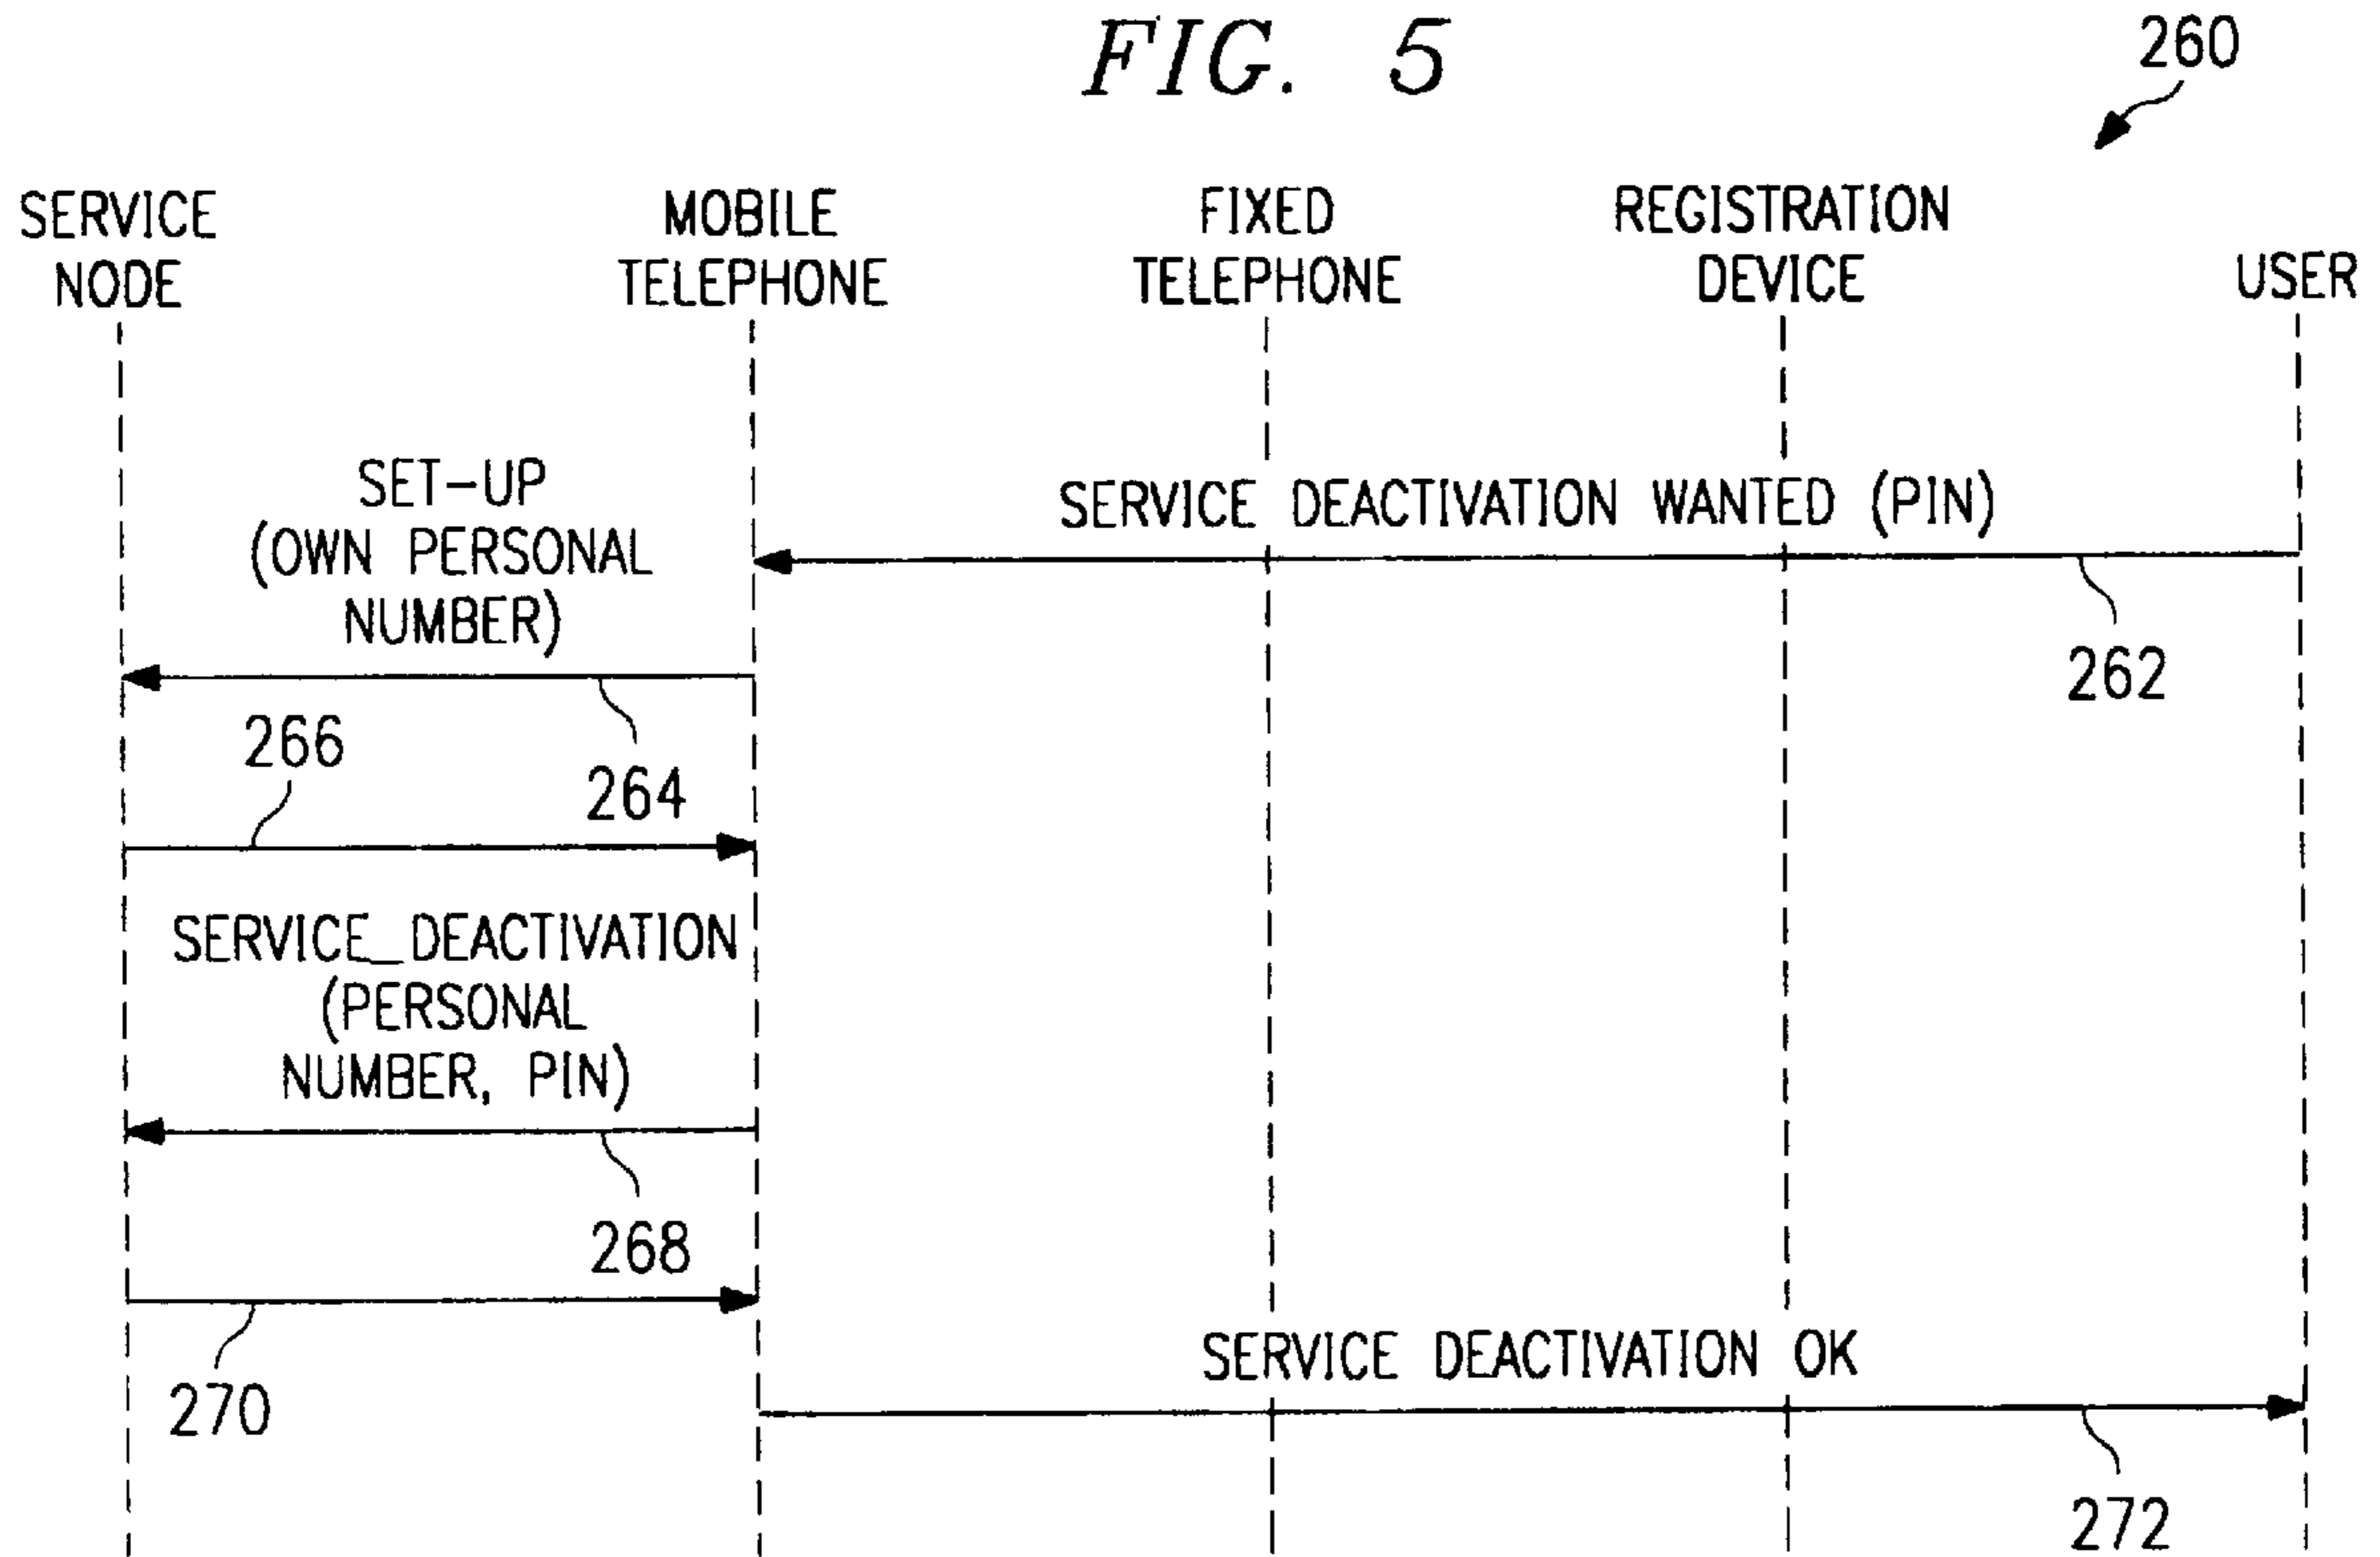 FIG. 5
260
SERVICE
NODE
MOBILE
TELEPHONE
FIXED
TELEPHONE
REGISTRATION
DEVICE
USER
SET-UP
(OWN PERSONAL
NUMBER)
SERVICE DEACTIVATION WANTED (PIN)
262
266
264
SERVICE_DEACTIVATION
(PERSONAL
NUMBER, PIN)
268
270
SERVICE DEACTIVATION OK
272